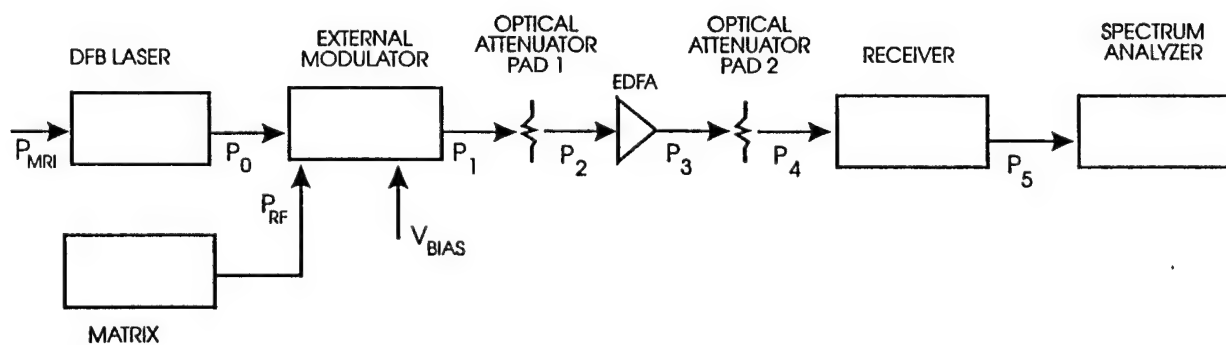 DFB LASER
EXTERNAL
MODULATOR
OPTICAL
ATTENUATOR
PAD 1
EDFA
OPTICAL
ATTENUATOR
PAD 2
RECEIVER
SPECTRUM
ANALYZER
P_MRI
P_0
P_1
P_2
P_3
P_4
P_5
P_RF
V_BIAS
MATRIX